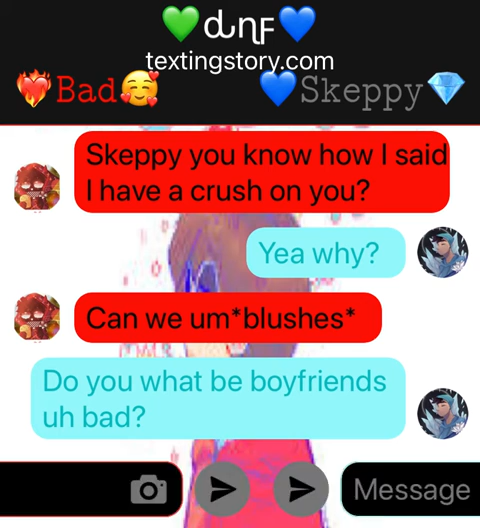 💚ԃɳϝ💙
textingstory.com
❤️‍🔥Bad🥰 💙Skeppy💎
Skeppy you know how I said
I have a crush on you?
Yea why?
Can we um*blushes*
Do you what be boyfriends
uh bad?
Message